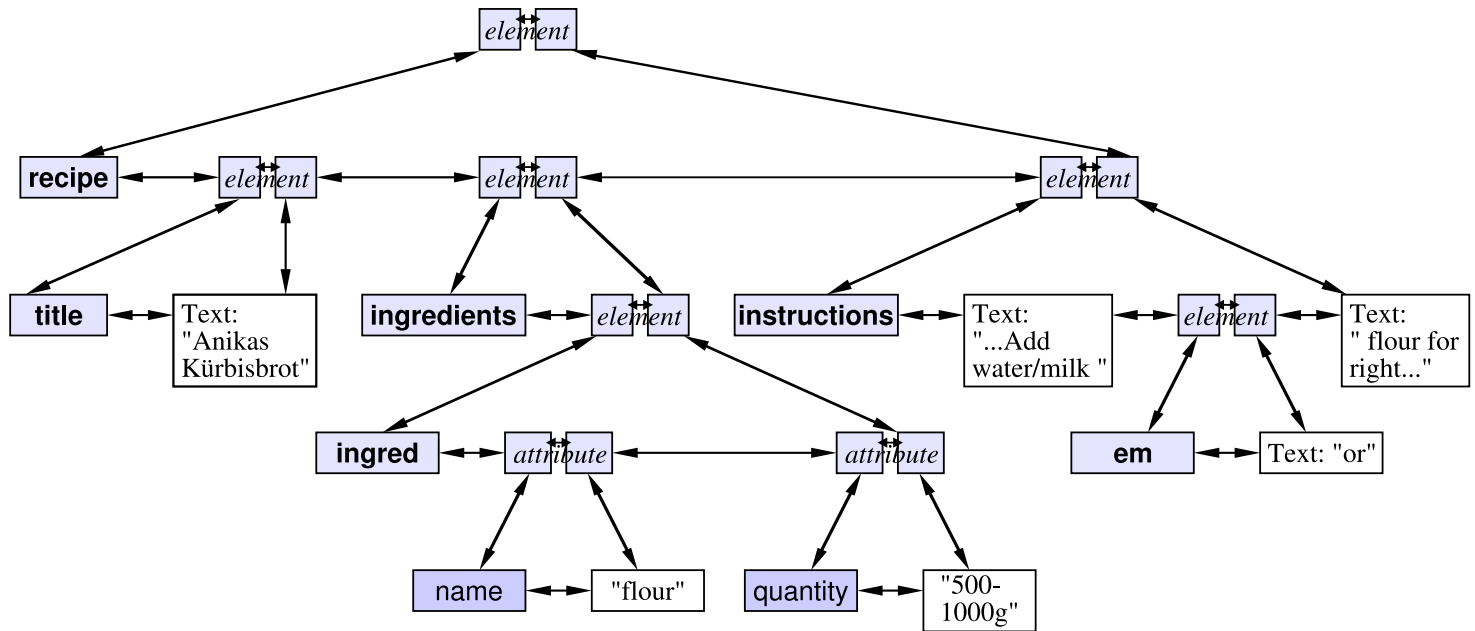 element
recipe
element
element
element
title
Text:
"Anikas
Kürbisbrot"
ingredients
element
instructions
Text:
"...Add
water/milk "
element
Text:
" flour for
right..."
ingred
attribute
attribute
em
Text: "or"
name
"flour"
quantity
"500-
1000g"